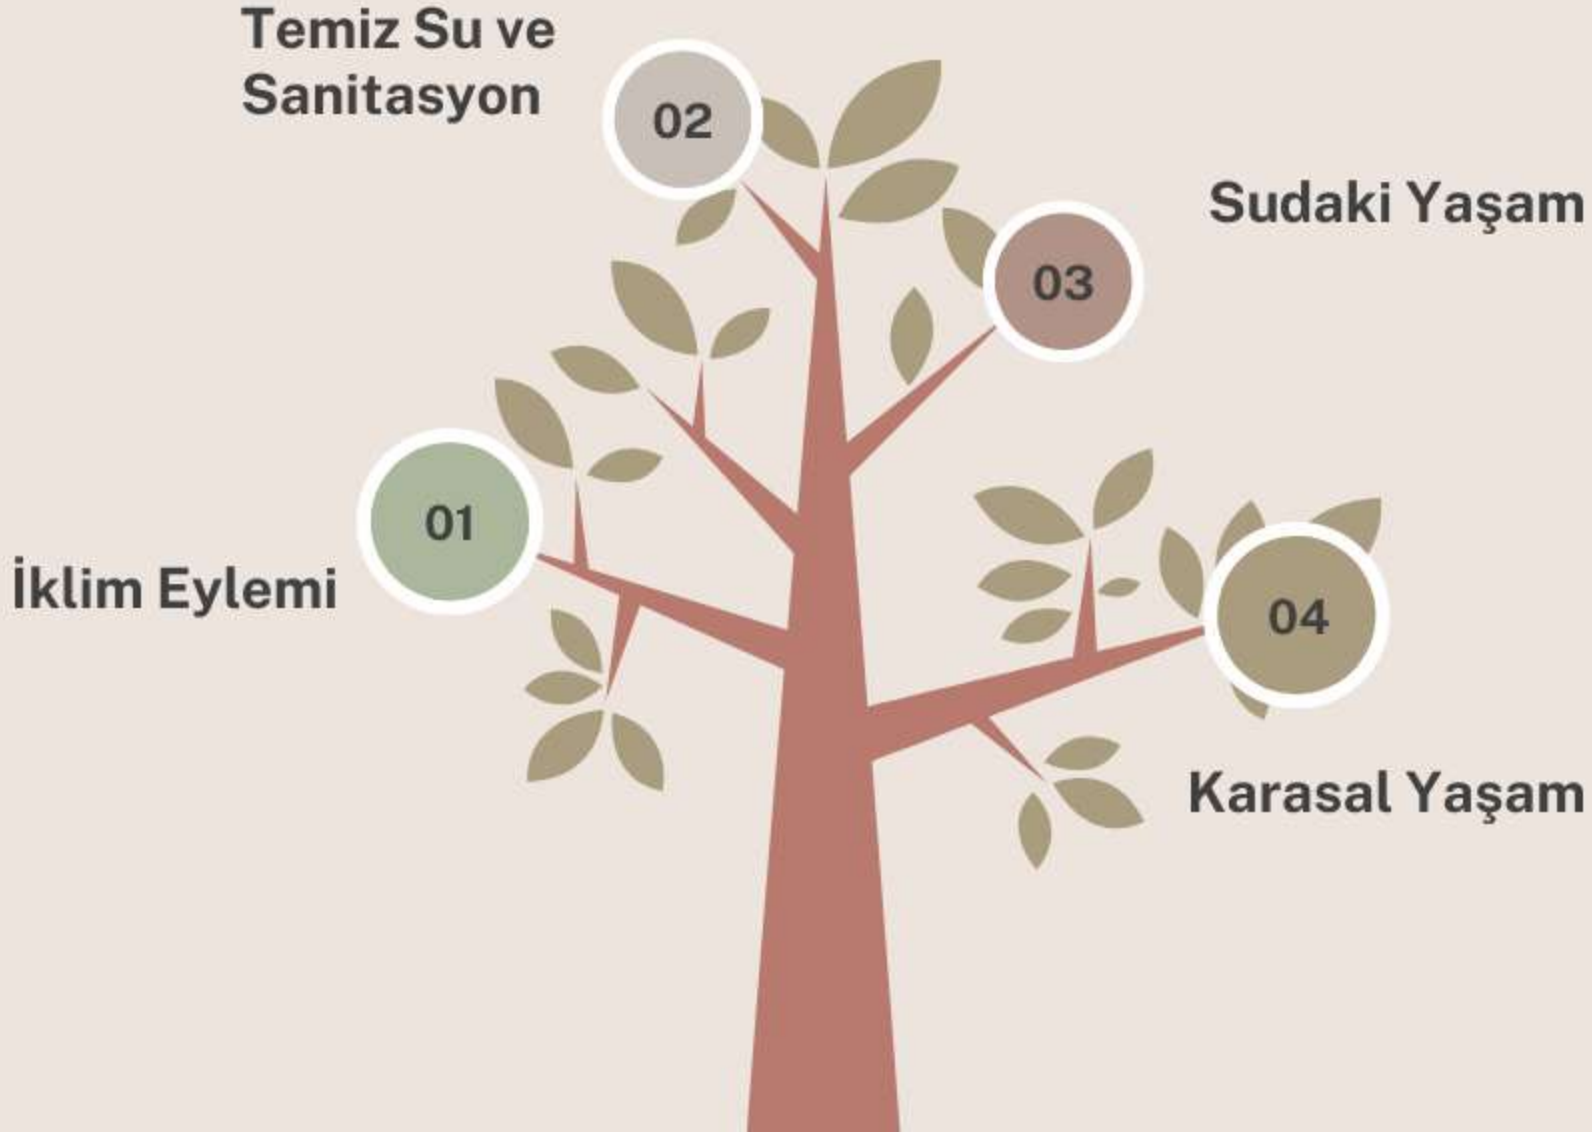 Temiz Su ve
Sanitasyon
02
Sudaki Yaşam
03
01
İklim Eylemi
04
Karasal Yaşam